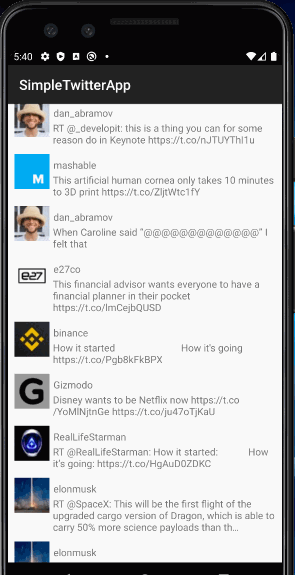 5:40
SimpleTwitterApp
dan_abramov
RT @_developit: this is a thing you can for some
reason do in Keynote https://t.co/nJTUYThl1u
mashable
M
This artificial human cornea only takes 10 minutes
to 3D print https://t.co/ZljtWtc1fY
dan_abramov
When Caroline said "@@@@@@@@@@@@@" I
felt that
e27co
e27
This financial advisor wants everyone to have a
financial planner in their pocket
https://t.co/lmCejbQUSD
binance
How it started How it's going
https://t.co/Pgb8kFkBPX
Gizmodo
G
Disney wants to be Netflix now https://t.co
/YoMlNjtnGe https://t.co/ju47oTjKaU
RealLifeStarman
RT @RealLifeStarman: How it started: How
it's going: https://t.co/HgAuD0ZDKC
elonmusk
RT @SpaceX: This will be the first flight of the
upgraded cargo version of Dragon, which is able to
carry 50% more science payloads than th…
elonmusk